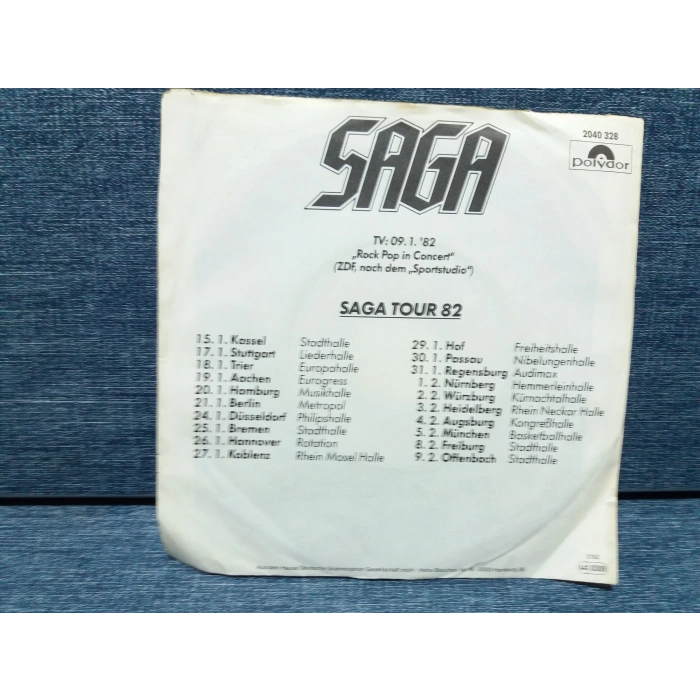 SAGA
2040 328
polydor
TV: 09. 1. '82
„Rock Pop in Concert“
(ZDF, nach dem „Sportstudio“)
SAGA TOUR 82
15. 1. Kassel Stadthalle
17. 1. Stuttgart Liederhalle
18. 1. Trier Europahalle
19. 1. Aachen Eurogress
20. 1. Hamburg Musikhalle
21. 1. Berlin Metropol
24. 1. Düsseldorf Philipshalle
25. 1. Bremen Stadthalle
26. 1. Hannover Rotation
27. 1. Koblenz Rhein Mosel Halle
29. 1. Hof Freiheitshalle
30. 1. Passau Nibelungenhalle
31. 1. Regensburg Audimax
1. 2. Nürnberg Hemmerleinhalle
2. 2. Würzburg Kürnachtalhalle
3. 2. Heidelberg Rhein Neckar Halle
4. 2. Augsburg Kongreßhalle
5. 2. München Basketballhalle
8. 2. Freiburg Stadthalle
9. 2. Offenbach Stadthalle